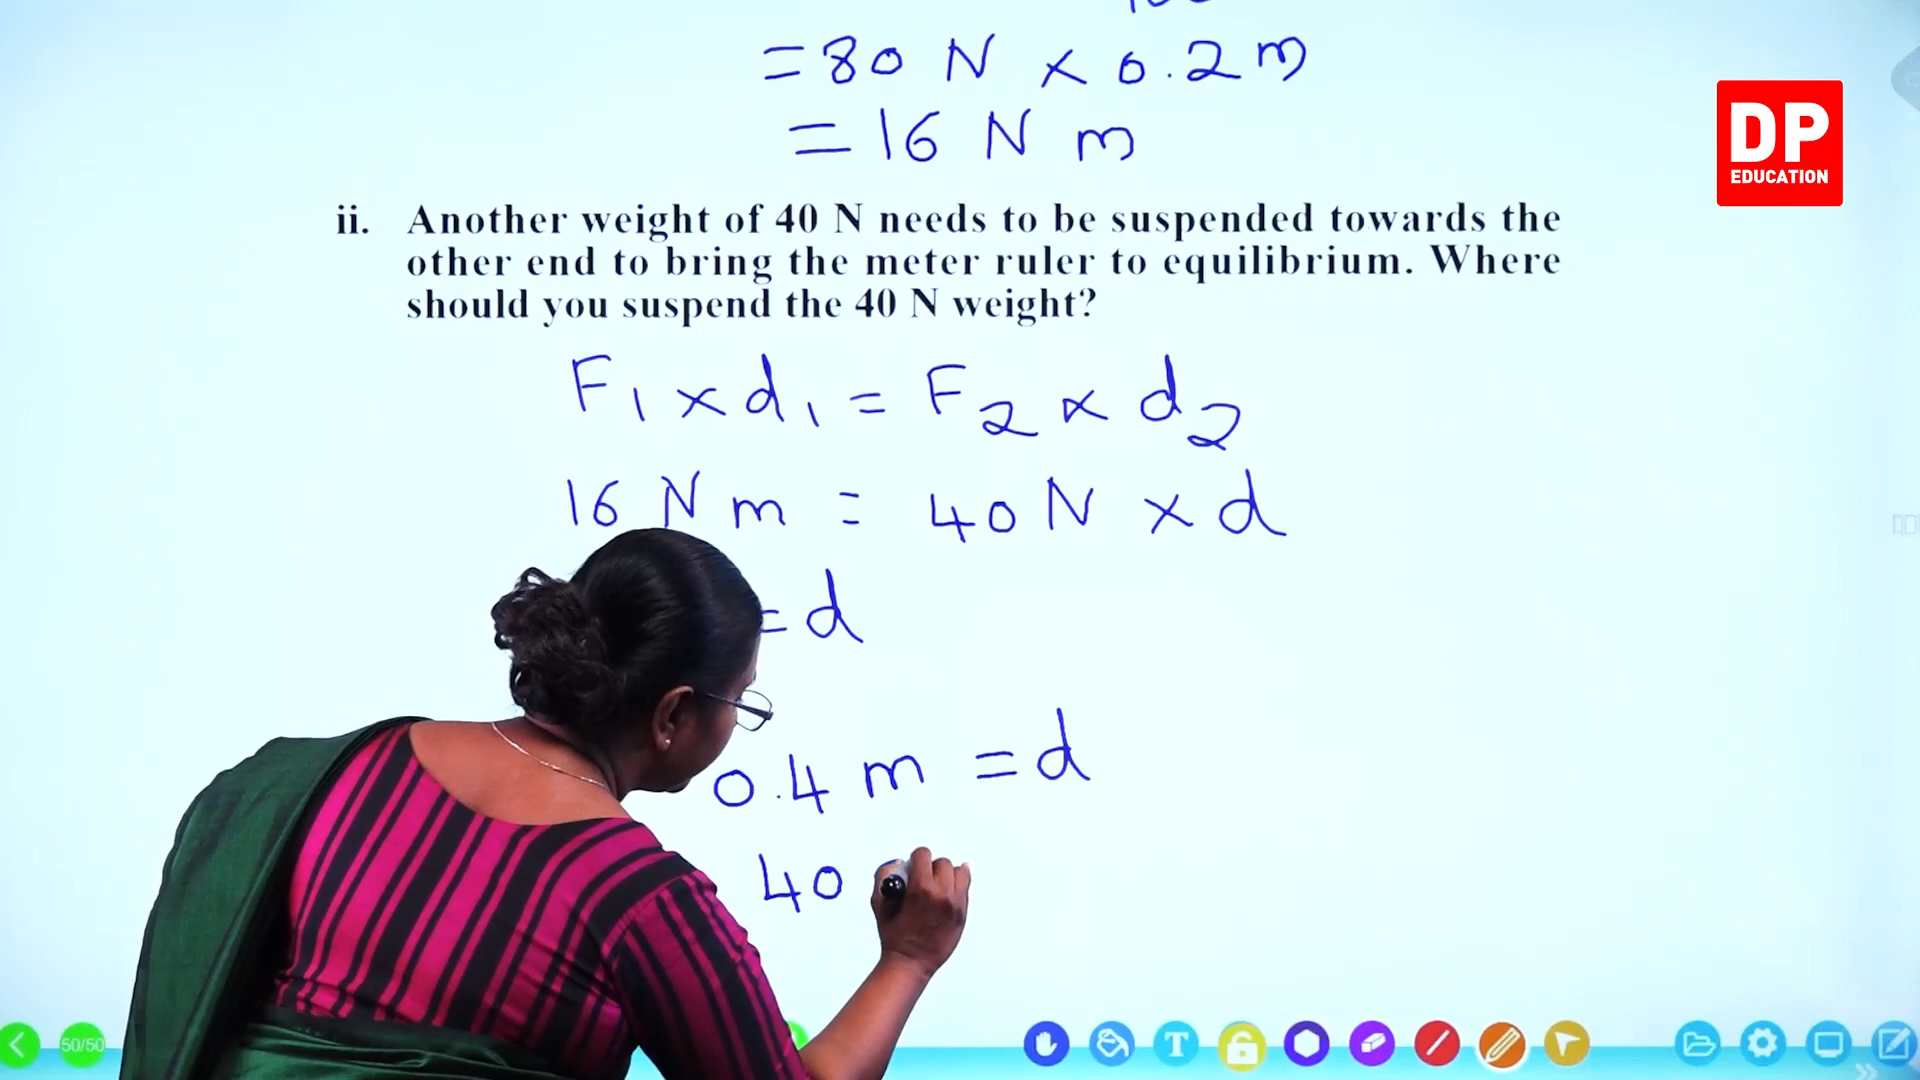 = 80 N × 0.2 m
= 16 N m
DP
EDUCATION
ii. Another weight of 40 N needs to be suspended towards the
other end to bring the meter ruler to equilibrium. Where
should you suspend the 40 N weight?
F₁ × d₁ = F₂ × d₂
16 N m = 40 N × d
= d
0.4 m = d
40
50/50
T